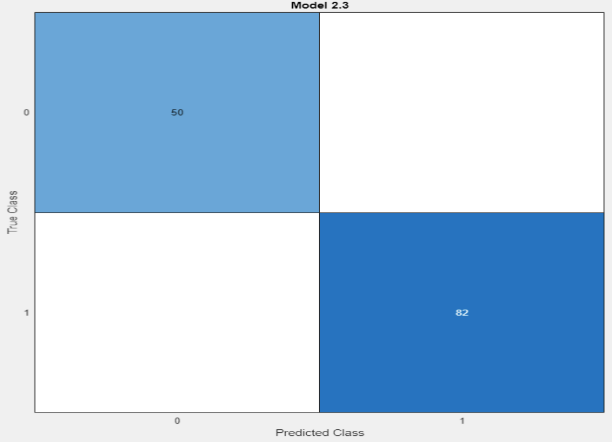 Model 2.3
True Class
0
50
1
82
0 1
Predicted Class